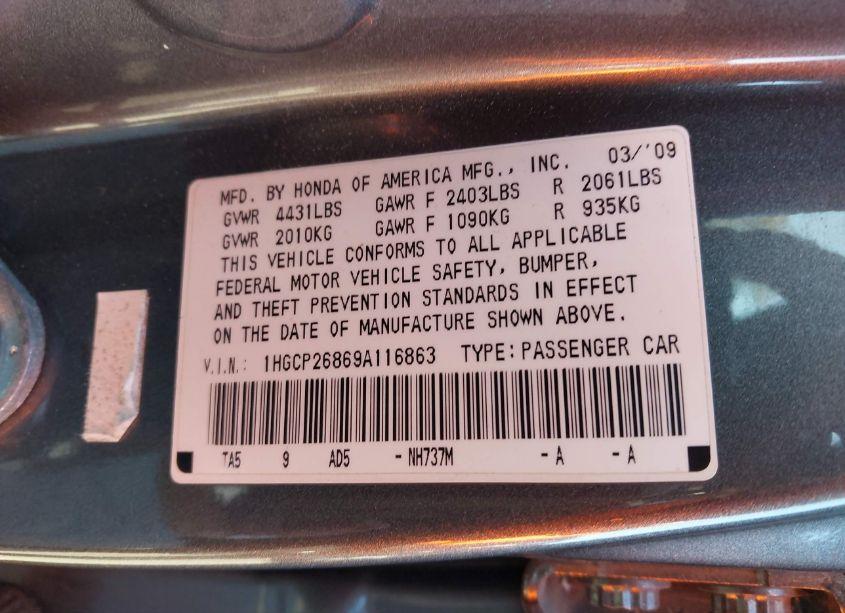 MFD. BY HONDA OF AMERICA MFG., INC. 03/'09
GVWR 4431LBS GAWR F 2403LBS R 2061LBS
GVWR 2010KG GAWR F 1090KG R 935KG
THIS VEHICLE CONFORMS TO ALL APPLICABLE
FEDERAL MOTOR VEHICLE SAFETY, BUMPER,
AND THEFT PREVENTION STANDARDS IN EFFECT
ON THE DATE OF MANUFACTURE SHOWN ABOVE.
V.I.N.: 1HGCP26869A116863 TYPE:PASSENGER CAR
TA5 9 AD5 -NH737M -A -A